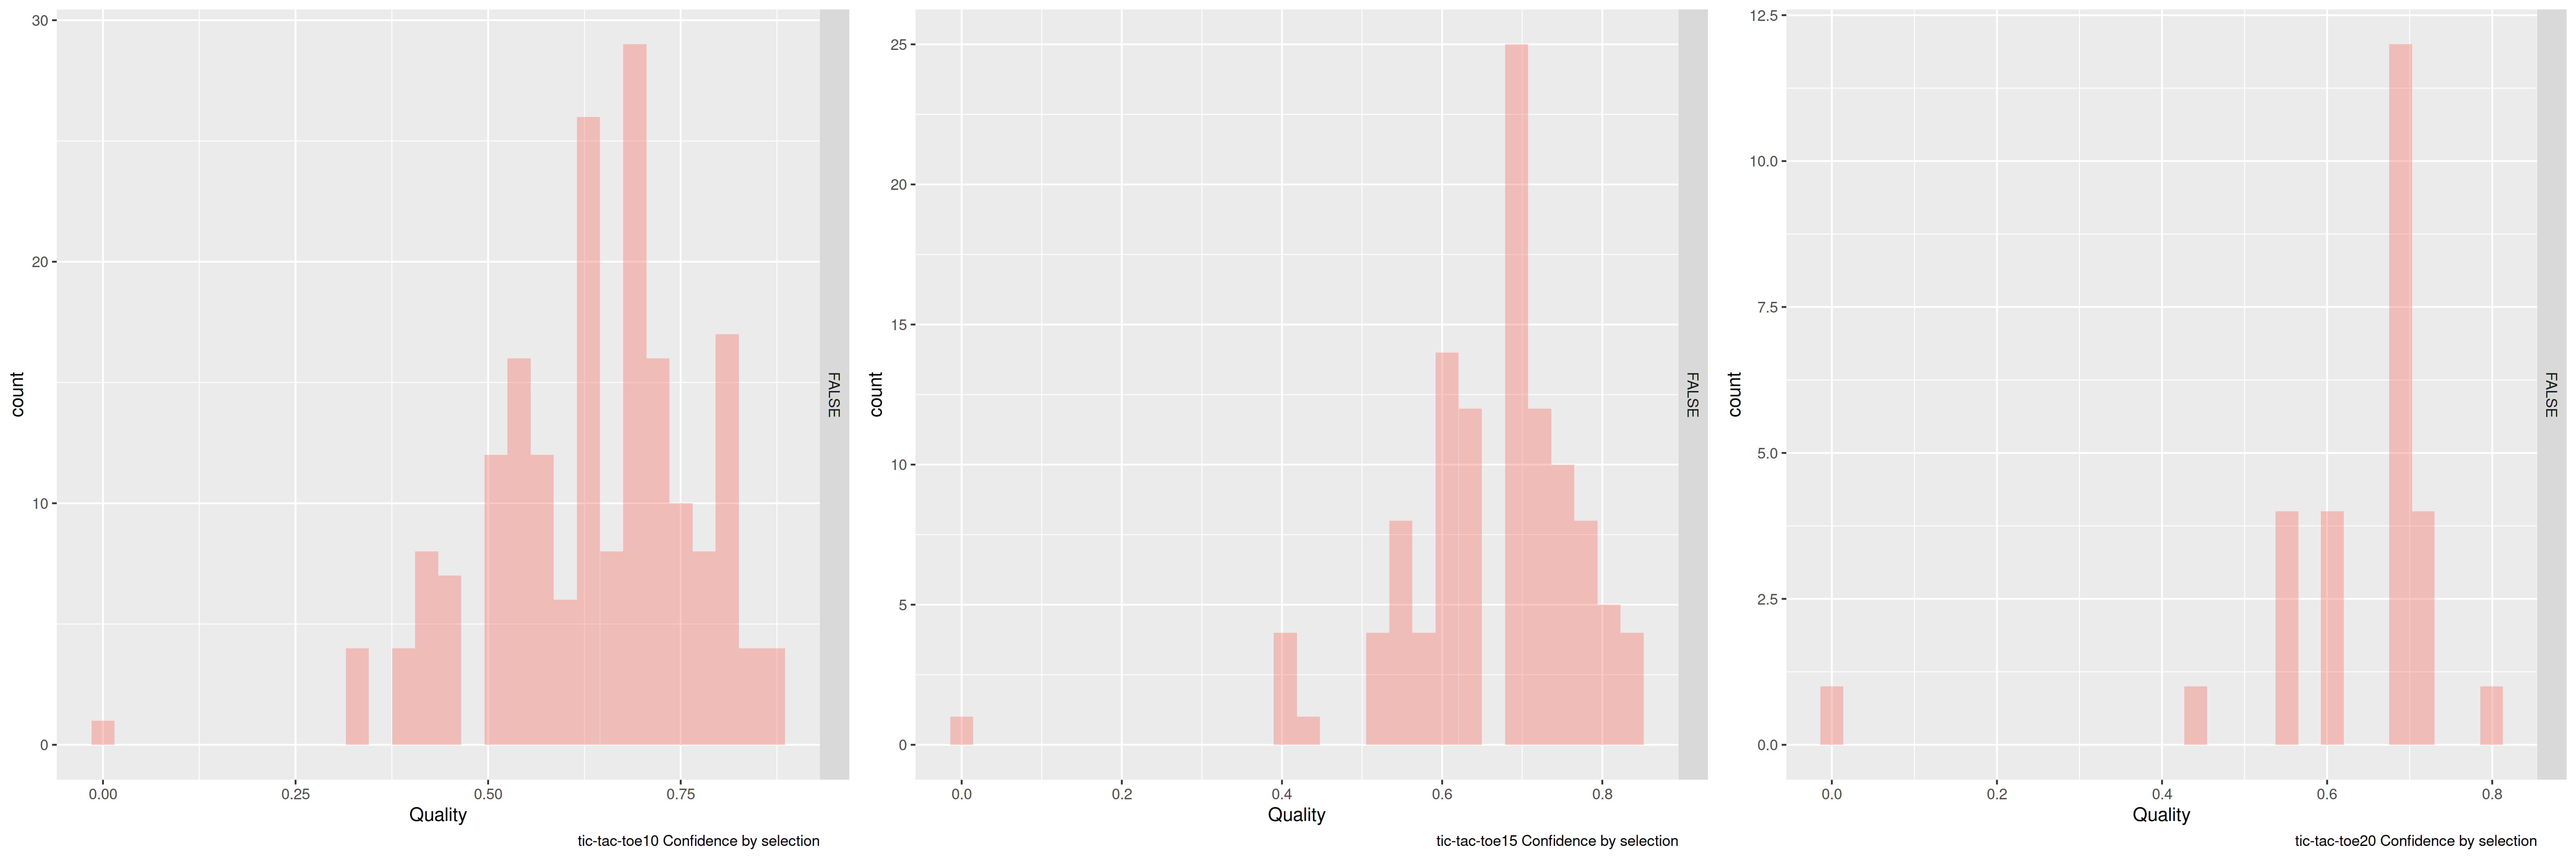 30
20
10
0
count
0.00 0.25 0.50 0.75
Quality
FALSE
tic-tac-toe10 Confidence by selection
25
20
15
10
5
0
count
0.0 0.2 0.4 0.6 0.8
Quality
FALSE
tic-tac-toe15 Confidence by selection
12.5
10.0
7.5
5.0
2.5
0.0
count
0.0 0.2 0.4 0.6 0.8
Quality
FALSE
tic-tac-toe20 Confidence by selection